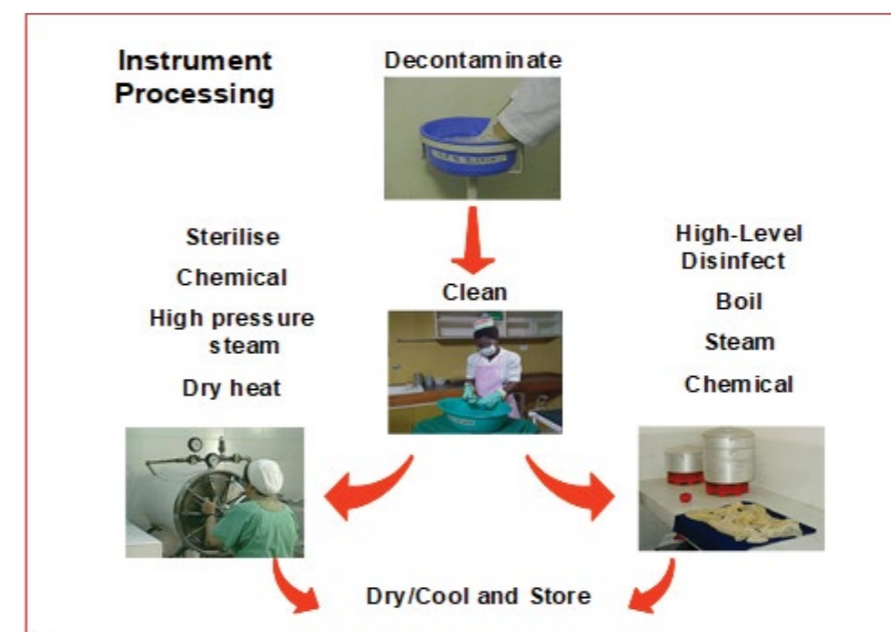 Instrument
Processing
Decontaminate
Sterilise
Chemical
High pressure
steam
Dry heat
Clean
High-Level
Disinfect
Boil
Steam
Chemical
Dry/Cool and Store